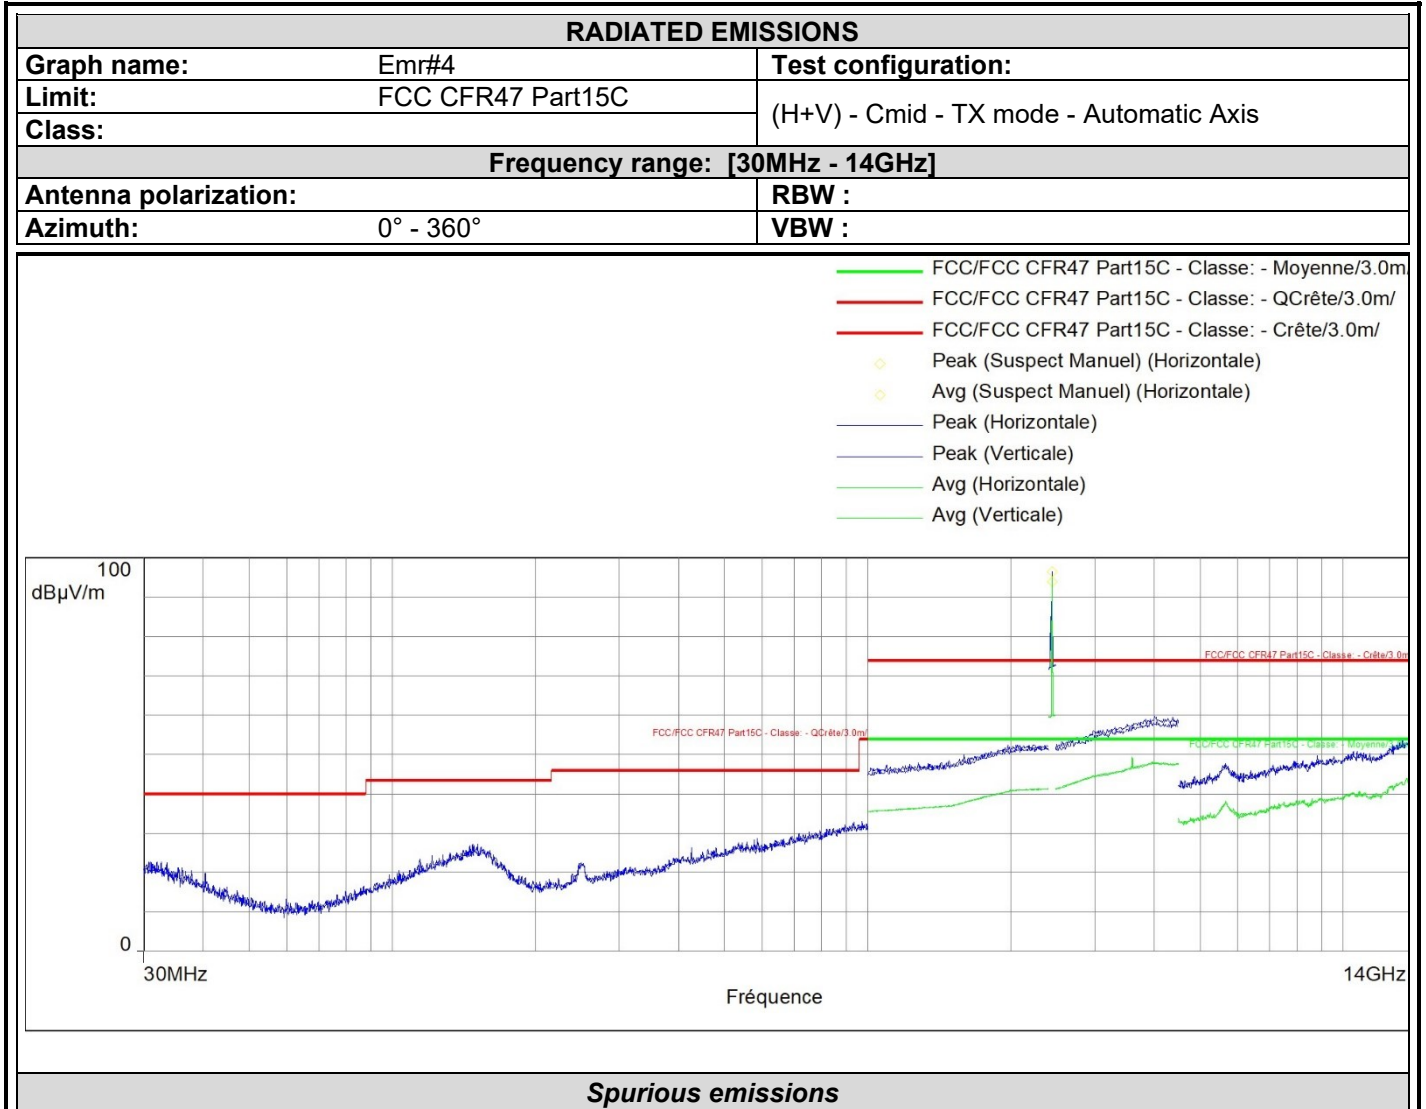 RADIATED EMISSIONS
Graph name: Emr#4 Test configuration:
Limit: FCC CFR47 Part15C
(H+V) - Cmid - TX mode - Automatic Axis
Class:
Frequency range: [30MHz - 14GHz]
Antenna polarization: RBW :
Azimuth: 0° - 360° VBW :
FCC/FCC CFR47 Part15C - Classe: - Moyenne/3.0m/
FCC/FCC CFR47 Part15C - Classe: - QCrête/3.0m/
FCC/FCC CFR47 Part15C - Classe: - Crête/3.0m/
Peak (Suspect Manuel) (Horizontale)
Avg (Suspect Manuel) (Horizontale)
Peak (Horizontale)
Peak (Verticale)
Avg (Horizontale)
Avg (Verticale)
100
dBµV/m
FCC/FCC CFR47 Part15C - Classe: - Crête/3.0m
FCC/FCC CFR47 Part15C - Classe: - QCrête/3.0m/
FCC/FCC CFR47 Part15C - Classe: - Moyenne/
0
30MHz
14GHz
Fréquence
Spurious emissions